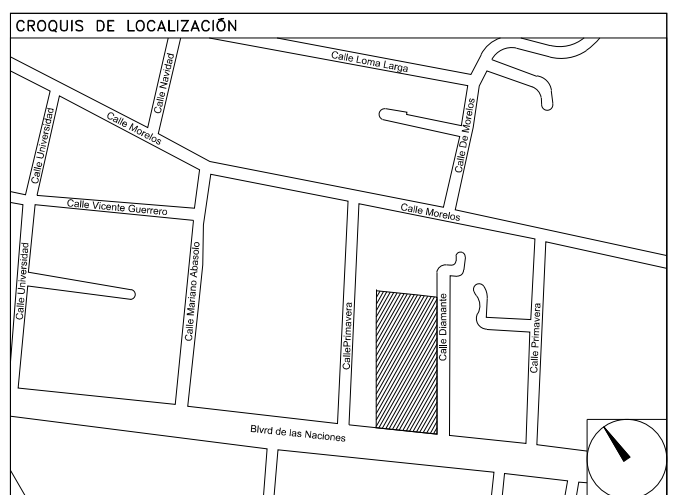 CROQUIS DE LOCALIZACIÓN
Calle Loma Larga
Calle Navidad
Calle Morelos
Calle Universidad
Calle De Morelos
Calle Vicente Guerrero
Calle Morelos
Calle Universidad
Calle Mariano Abasolo
CallePrimavera
Calle Diamante
Calle Primavera
Blvrd de las Naciones